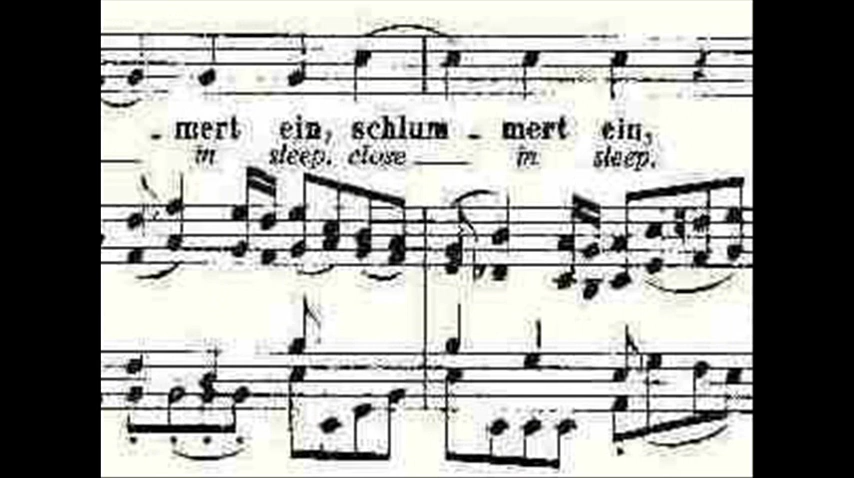 - mert ein, schlum - mert ein,
in sleep. close in sleep.